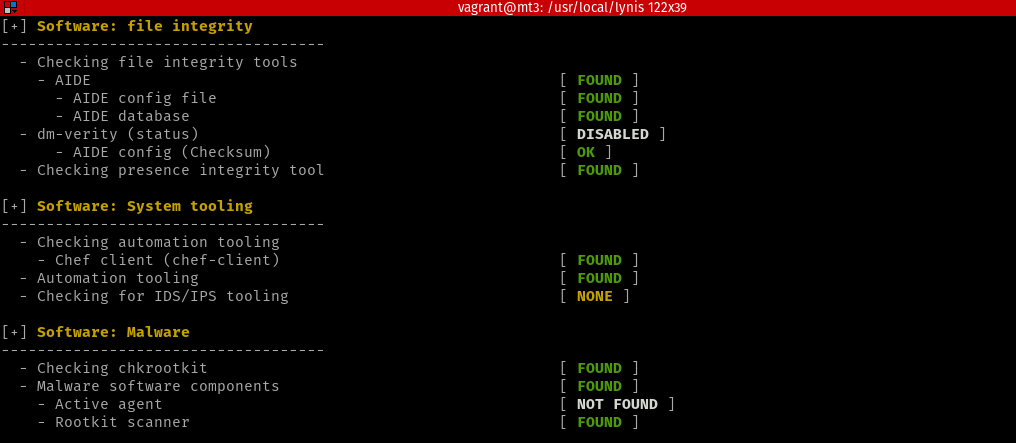 vagrant@mt3: /usr/local/lynis 122x39
[+] Software: file integrity
------------------------------------
  - Checking file integrity tools
    - AIDE                                                    [ FOUND ]
      - AIDE config file                                      [ FOUND ]
      - AIDE database                                         [ FOUND ]
  - dm-verity (status)                                        [ DISABLED ]
      - AIDE config (Checksum)                                [ OK ]
  - Checking presence integrity tool                          [ FOUND ]
[+] Software: System tooling
------------------------------------
  - Checking automation tooling
    - Chef client (chef-client)                               [ FOUND ]
  - Automation tooling                                        [ FOUND ]
  - Checking for IDS/IPS tooling                              [ NONE ]
[+] Software: Malware
------------------------------------
  - Checking chkrootkit                                       [ FOUND ]
  - Malware software components                               [ FOUND ]
    - Active agent                                            [ NOT FOUND ]
    - Rootkit scanner                                         [ FOUND ]